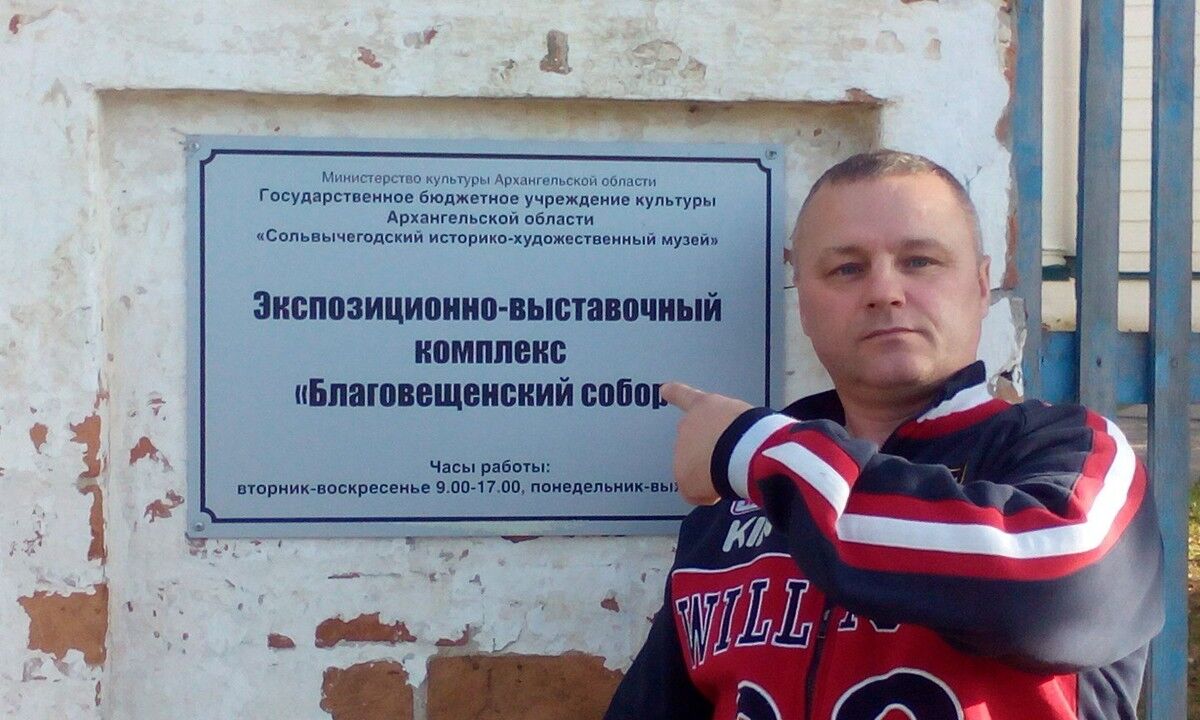 Министерство культуры Архангельской области
Государственное бюджетное учреждение культуры
Архангельской области
«Сольвычегодский историко-художественный музей»
Экспозиционно-выставочный
комплекс
«Благовещенский собор
Часы работы:
вторник-воскресенье 9.00-17.00, понедельник-вы
WILL